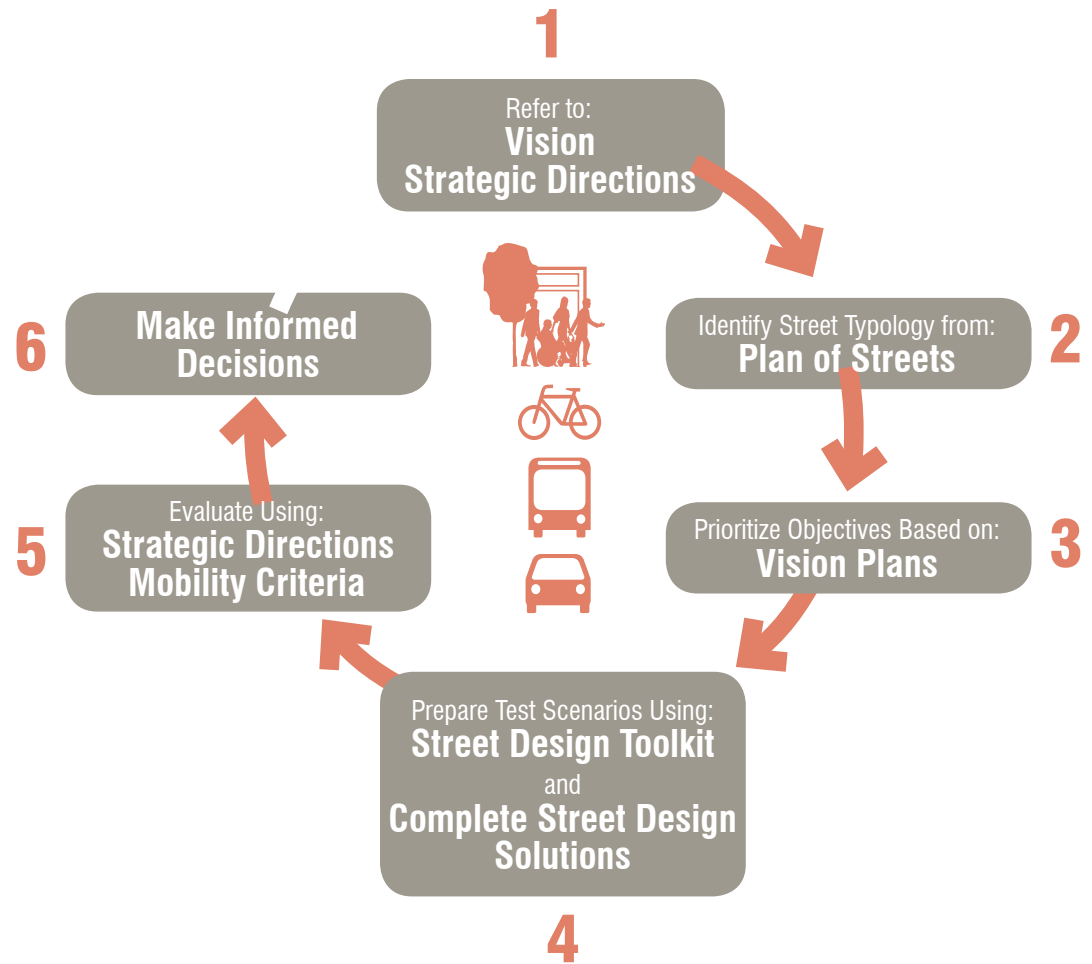 1
Refer to:
Vision
Strategic Directions
2
Identify Street Typology from:
Plan of Streets
3
Prioritize Objectives Based on:
Vision Plans
4
Prepare Test Scenarios Using:
Street Design Toolkit
and
Complete Street Design
Solutions
5
Evaluate Using:
Strategic Directions
Mobility Criteria
6
Make Informed
Decisions